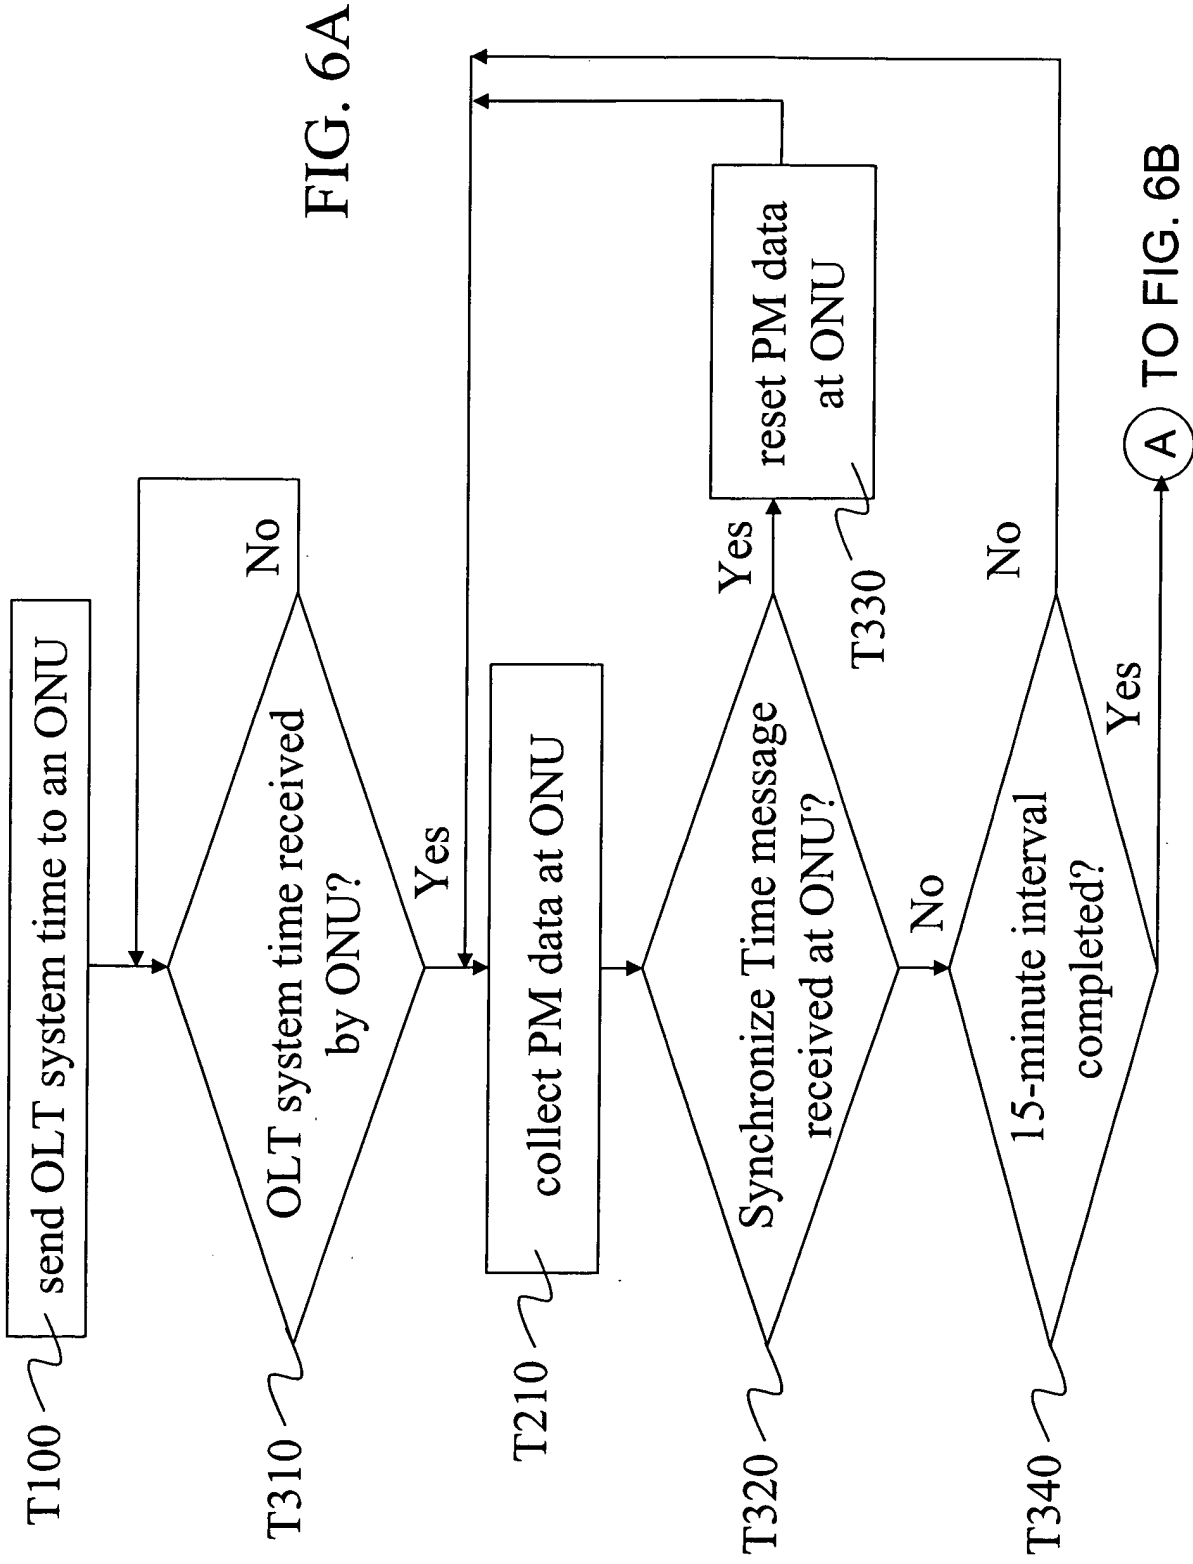 FIG. 6A
T100
send OLT system time to an ONU
T310
OLT system time received
by ONU?
No
Yes
T210
collect PM data at ONU
T320
Synchronize Time message
received at ONU?
Yes
No
T330
reset PM data
at ONU
T340
15-minute interval
completed?
No
Yes
A TO FIG. 6B